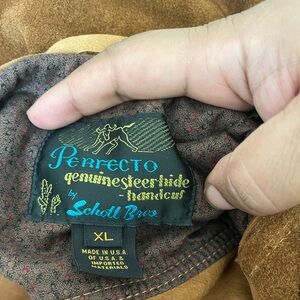 PERFECTO
genuine steerhide
- handcut
by
Schott Bros
XL
MADE IN U.S.A.
OF U.S.A. &
IMPORTED
MATERIALS